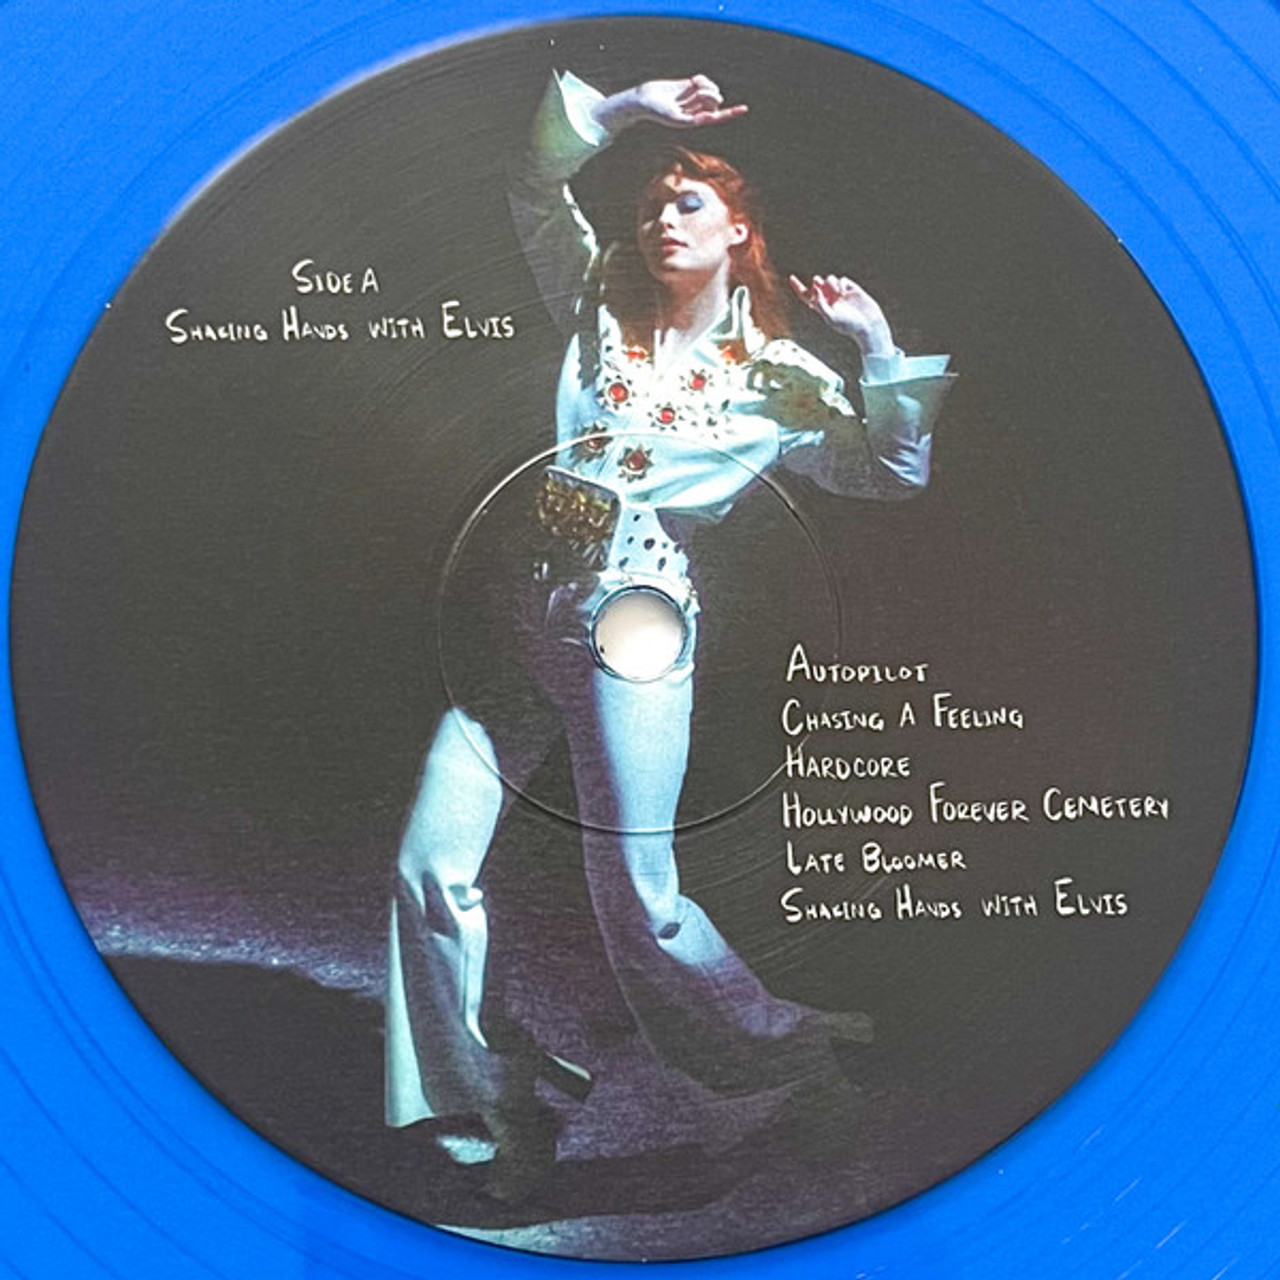 Side A
Shaking Hands with Elvis
Autopilot
Chasing A Feeling
Hardcore
Hollywood Forever Cemetery
Late Bloomer
Shaking Hands with Elvis